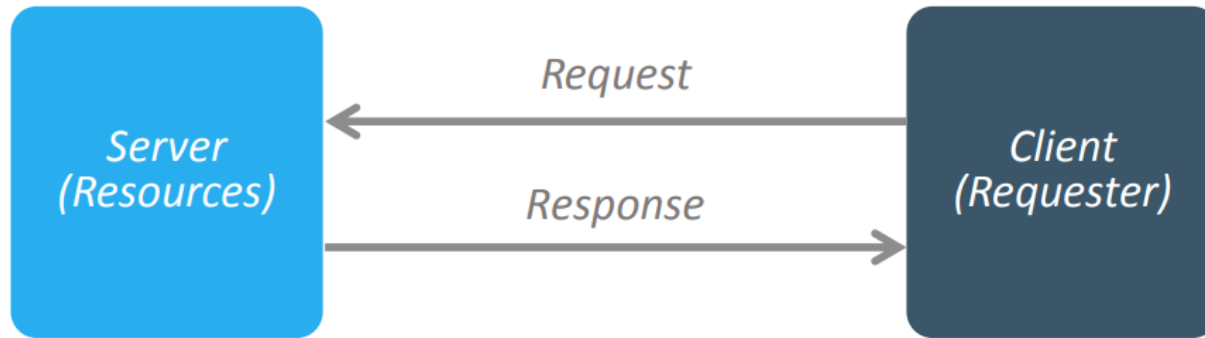 Server
(Resources)
Request
Response
Client
(Requester)